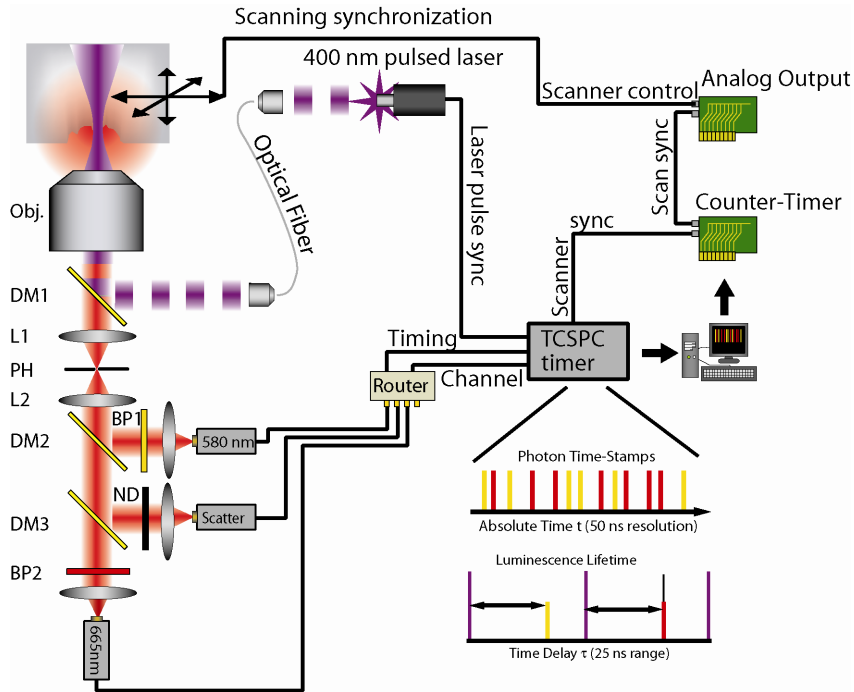 Scanning synchronization
400 nm pulsed laser
Scanner control
Analog Output
Scan sync
Counter-Timer
Optical Fiber
Laser pulse sync
Scanner
sync
Obj.
DM1
L1
PH
L2
DM2
BP1
580 nm
DM3
ND
Scatter
BP2
665nm
Timing
Router
Channel
TCSPC
timer
Photon Time-Stamps
Absolute Time t (50 ns resolution)
Luminescence Lifetime
Time Delay τ (25 ns range)